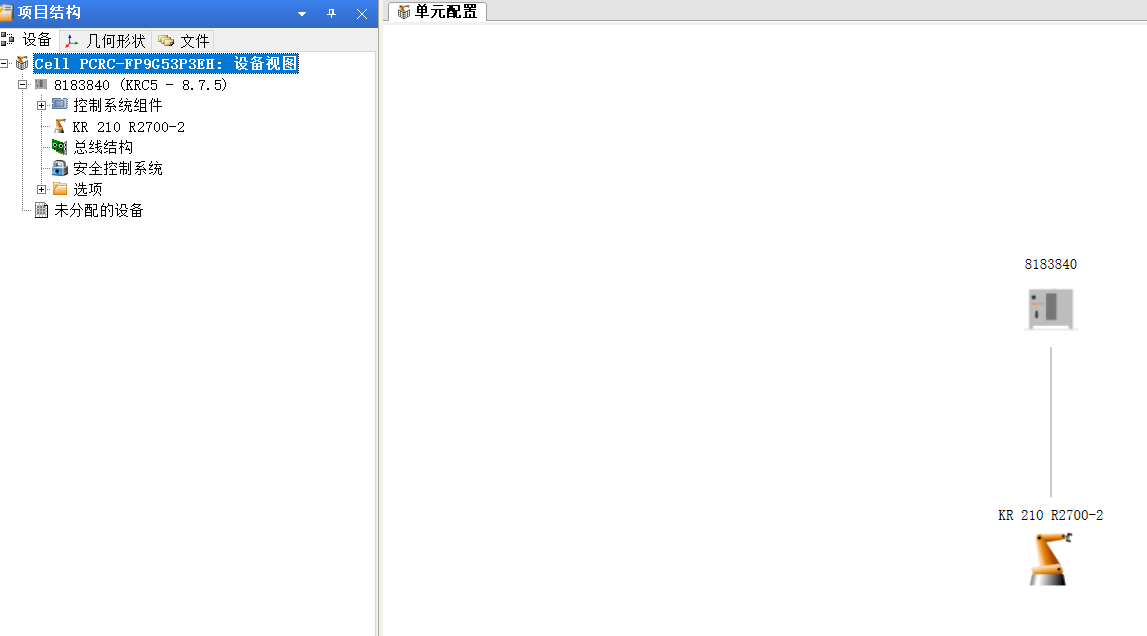 项目结构
设备 几何形状 文件
Cell PCRC-FP9G53P3EH: 设备视图
8183840 (KRC5 - 8.7.5)
控制系统组件
KR 210 R2700-2
总线结构
安全控制系统
选项
未分配的设备
单元配置
8183840
KR 210 R2700-2